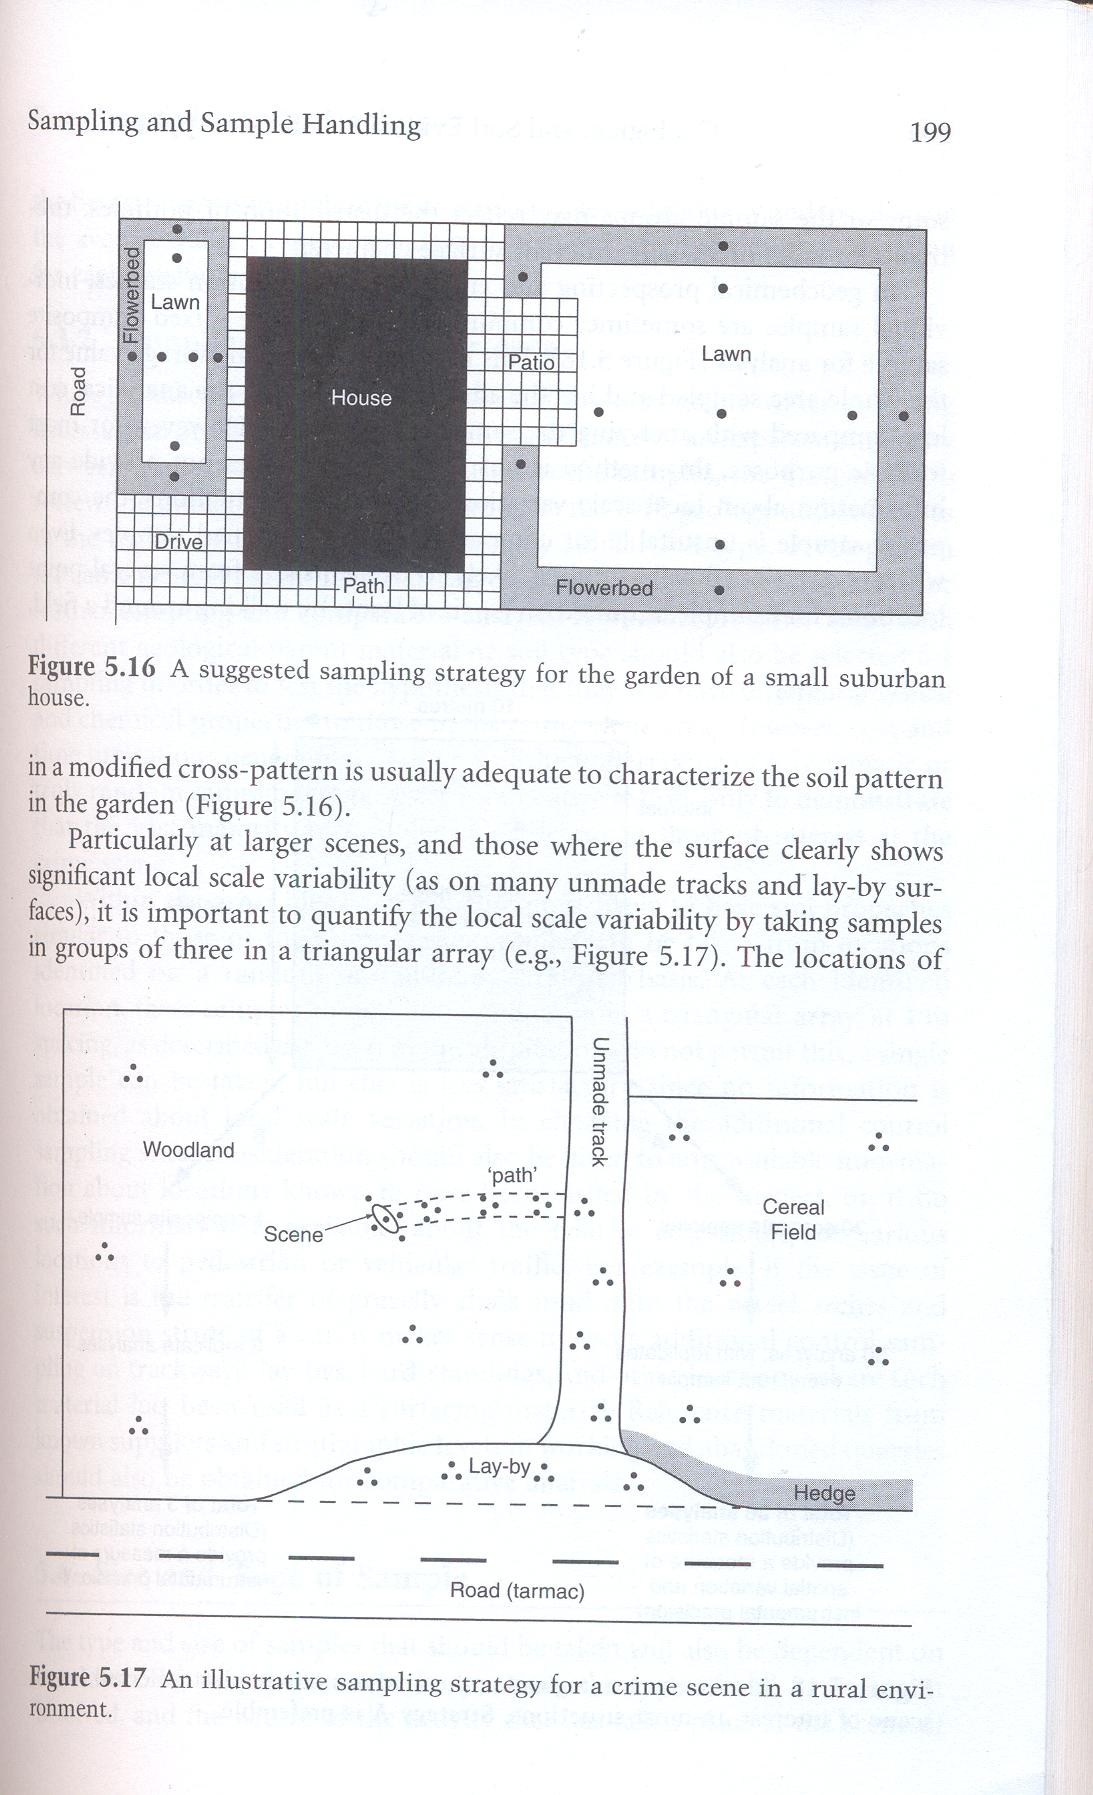 Sampling and Sample Handling 199
Flowerbed
Lawn
Road
House
Patio
Lawn
Drive
Path
Flowerbed
Figure 5.16 A suggested sampling strategy for the garden of a small suburban
house.
in a modified cross-pattern is usually adequate to characterize the soil pattern
in the garden (Figure 5.16).
Particularly at larger scenes, and those where the surface clearly shows
significant local scale variability (as on many unmade tracks and lay-by sur-
faces), it is important to quantify the local scale variability by taking samples
in groups of three in a triangular array (e.g., Figure 5.17). The locations of
Unmade track
Woodland
'path'
Scene
Cereal
Field
Lay-by
Hedge
Road (tarmac)
Figure 5.17 An illustrative sampling strategy for a crime scene in a rural envi-
ronment.